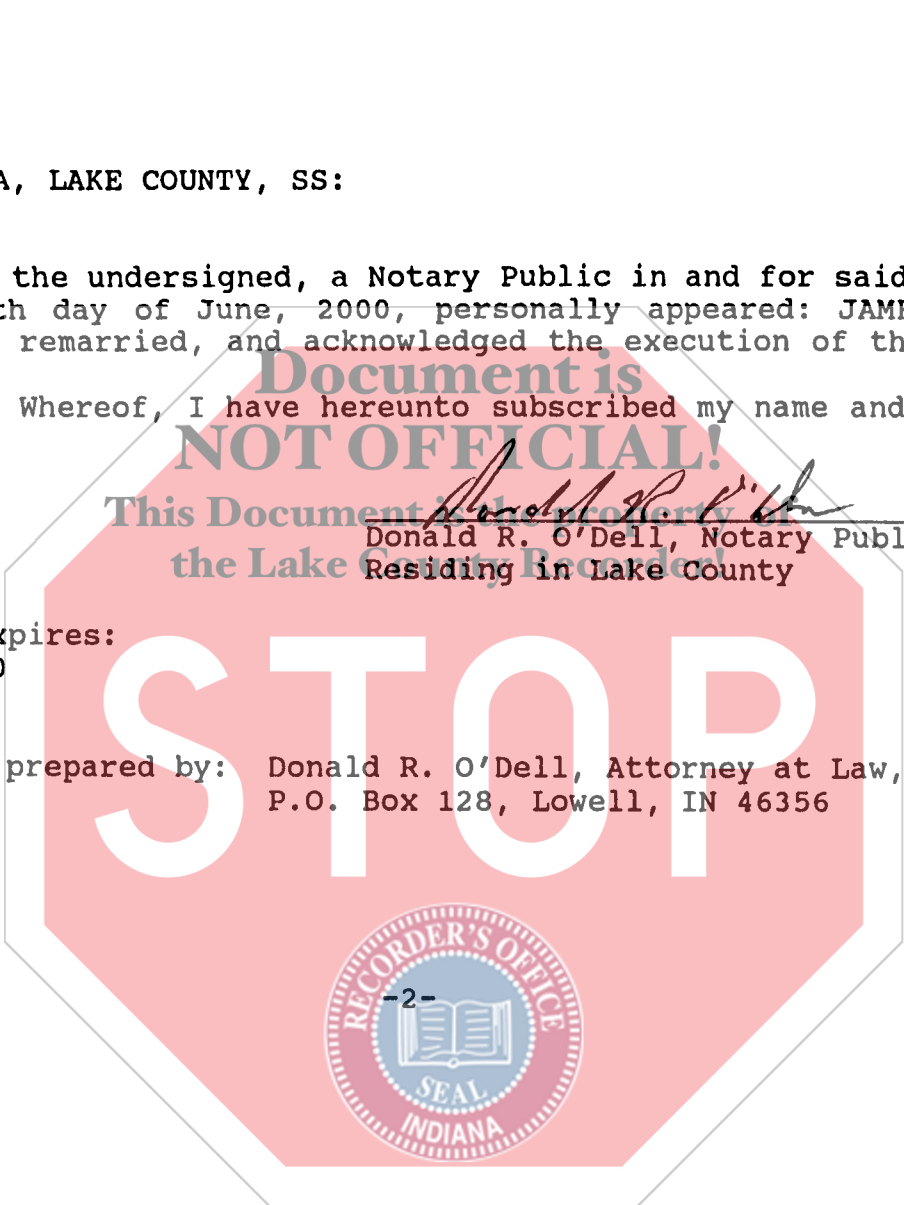 A, LAKE COUNTY, SS:
the undersigned, a Notary Public in and for said
th day of June, 2000, personally appeared: JAME
remarried, and acknowledged the execution of th
Document is
Whereof, I have hereunto subscribed my name and
NOT OFFICIAL!
This Document is the property of
Donald R. O'Dell, Notary Publ
the Lake County Recorder!
Residing in Lake County
xpires:
0
STOP
prepared by: Donald R. O'Dell, Attorney at Law,
P.O. Box 128, Lowell, IN 46356
RECORDER'S OFFICE
-2-
SEAL
INDIANA